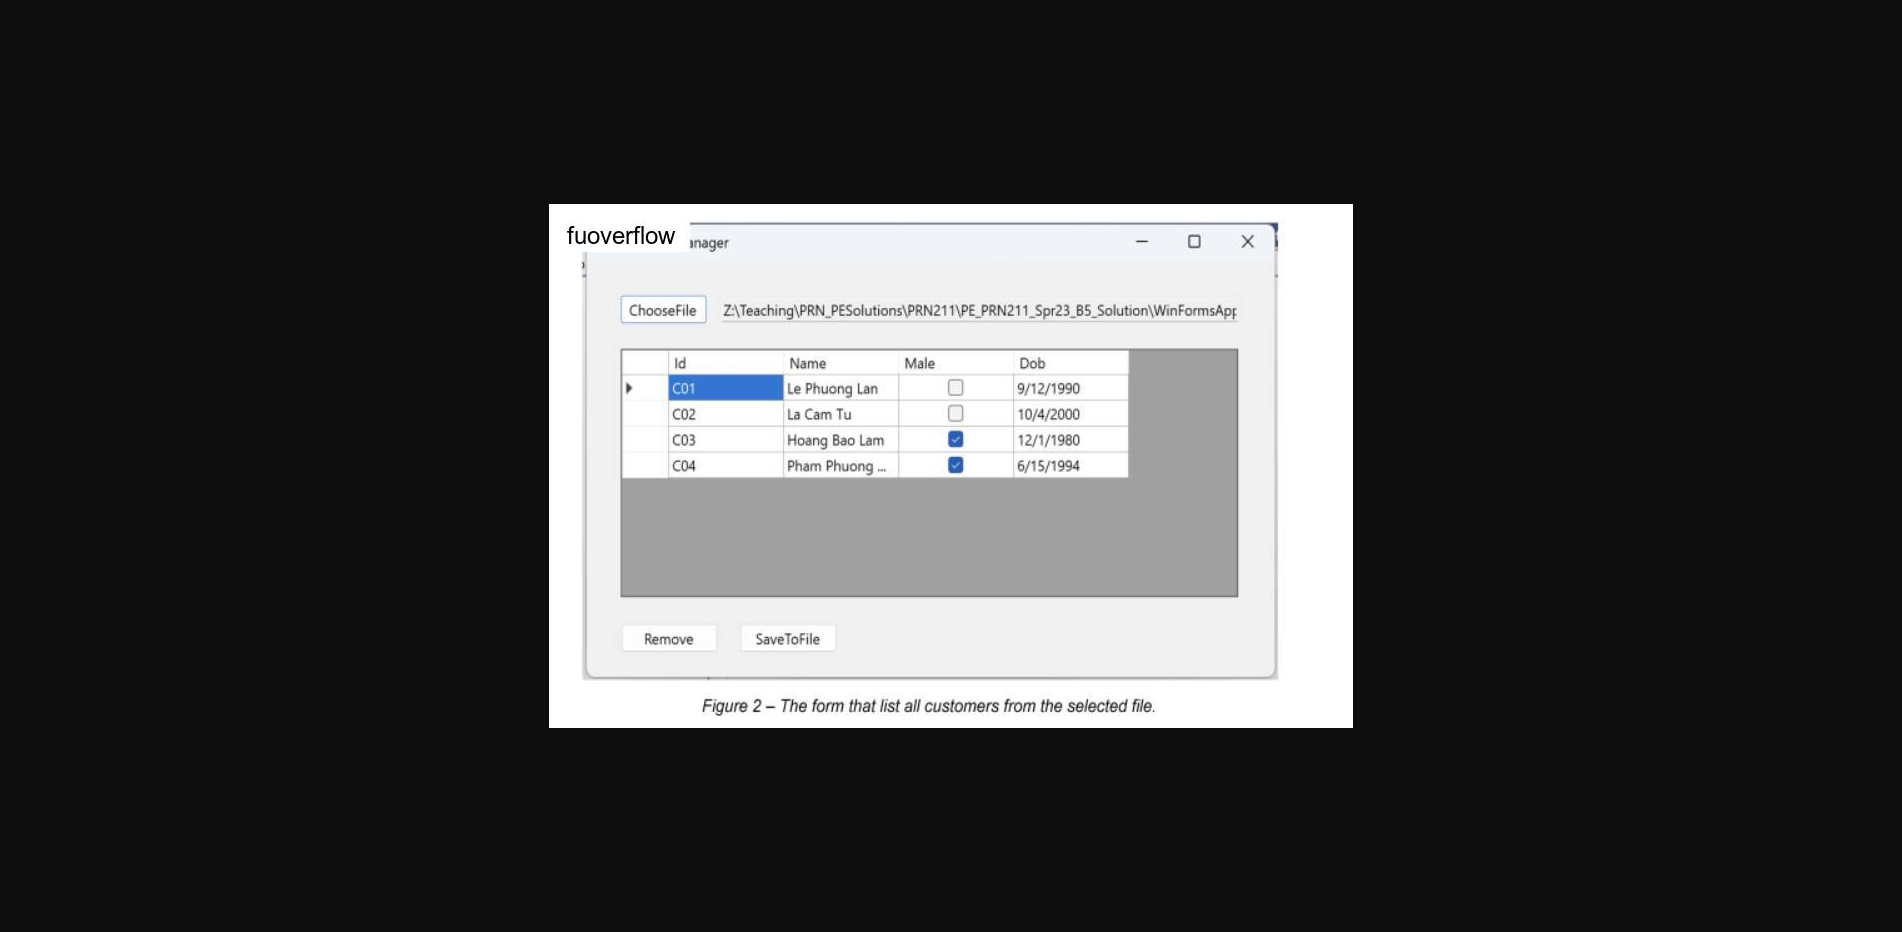 fuoverflow
anager
ChooseFile Z:\Teaching\PRN_PESolutions\PRN211\PE_PRN211_Spr23_B5_Solution\WinFormsApp
Id Name Male Dob
C01 Le Phuong Lan 9/12/1990
C02 La Cam Tu 10/4/2000
C03 Hoang Bao Lam 12/1/1980
C04 Pham Phuong ... 6/15/1994
Remove SaveToFile
Figure 2 – The form that list all customers from the selected file.